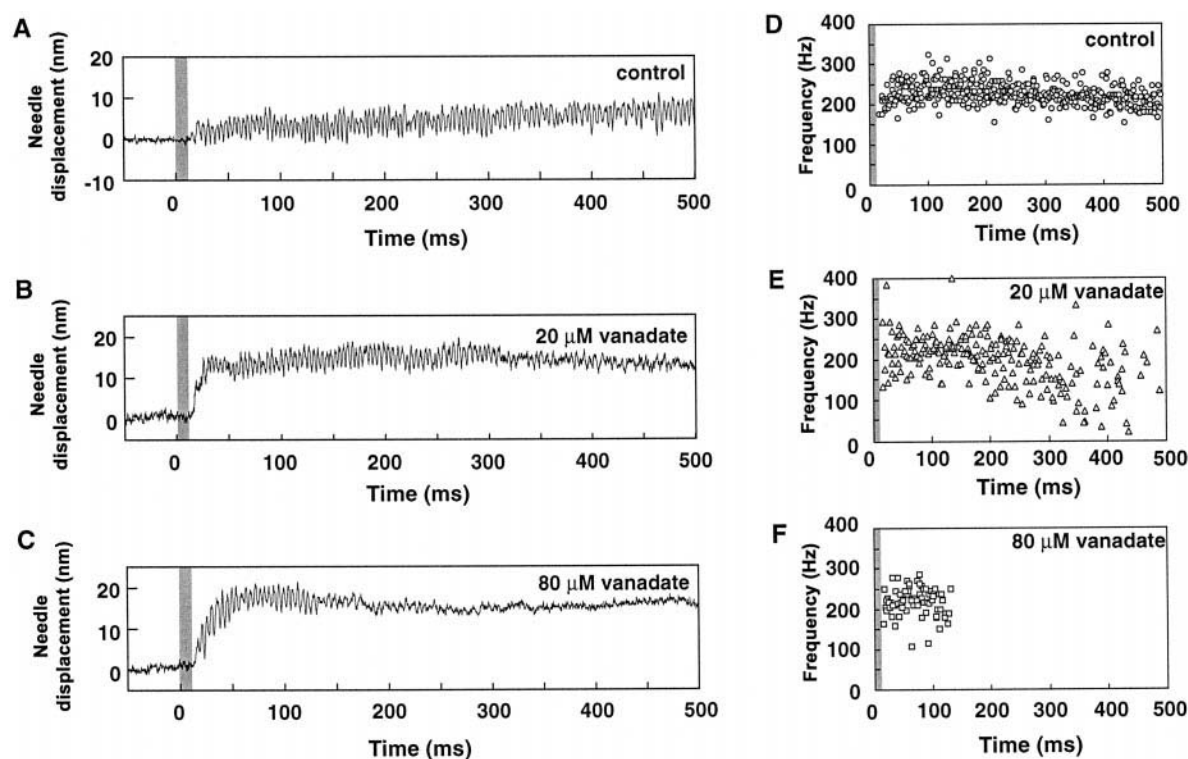 A
Needle
displacement (nm)
20
10
0
-10
control
0 100 200 300 400 500
Time (ms)
B
Needle
displacement (nm)
20
10
0
20 μM vanadate
0 100 200 300 400 500
Time (ms)
C
Needle
displacement (nm)
20
10
0
80 μM vanadate
0 100 200 300 400 500
Time (ms)
D
Frequency (Hz)
400
300
200
100
0
control
0 100 200 300 400 500
Time (ms)
E
Frequency (Hz)
400
300
200
100
0
20 μM vanadate
0 100 200 300 400 500
Time (ms)
F
Frequency (Hz)
400
300
200
100
0
80 μM vanadate
0 100 200 300 400 500
Time (ms)